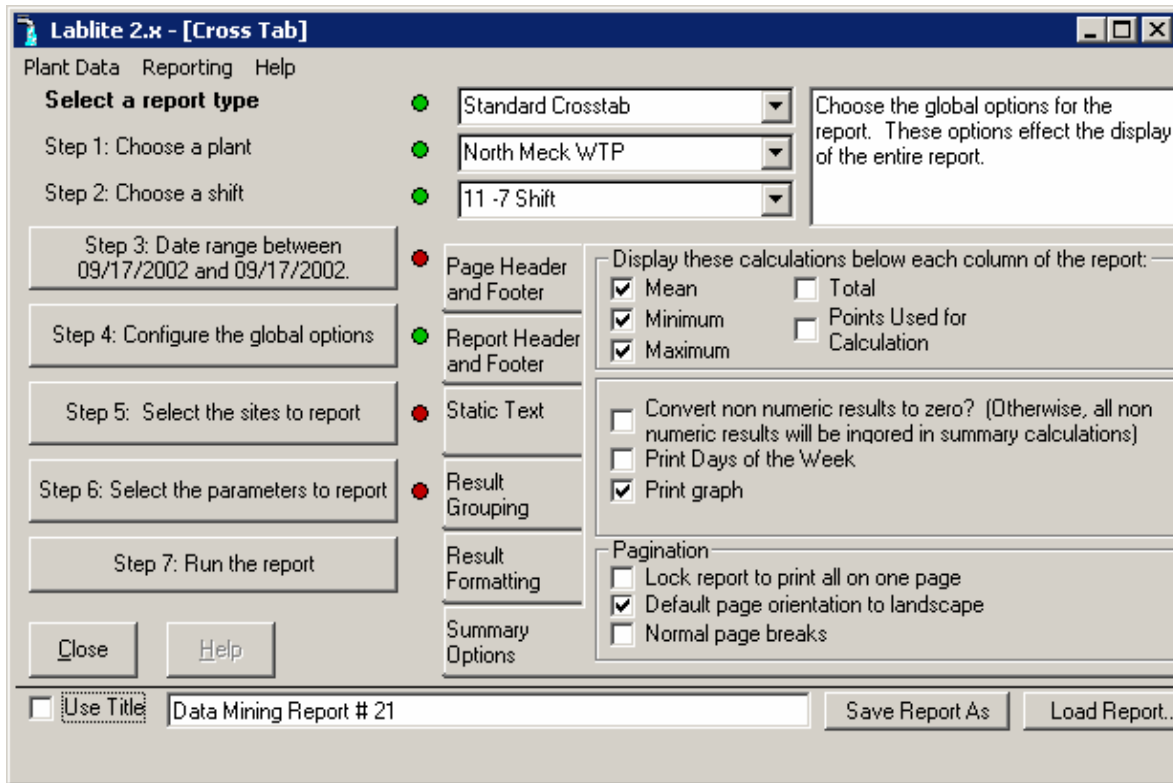 Lablite 2.x - [Cross Tab]
Plant Data Reporting Help
Select a report type
Standard Crosstab
Choose the global options for the
report. These options effect the display
of the entire report.
Step 1: Choose a plant
North Meck WTP
Step 2: Choose a shift
11 -7 Shift
Step 3: Date range between
09/17/2002 and 09/17/2002.
Step 4: Configure the global options
Step 5: Select the sites to report
Step 6: Select the parameters to report
Step 7: Run the report
Close
Help
Page Header
and Footer
Report Header
and Footer
Static Text
Result
Grouping
Result
Formatting
Summary
Options
Display these calculations below each column of the report:
Mean
Total
Minimum
Points Used for
Calculation
Maximum
Convert non numeric results to zero? (Otherwise, all non
numeric results will be ingored in summary calculations)
Print Days of the Week
Print graph
Pagination
Lock report to print all on one page
Default page orientation to landscape
Normal page breaks
Use Title
Data Mining Report # 21
Save Report As
Load Report..